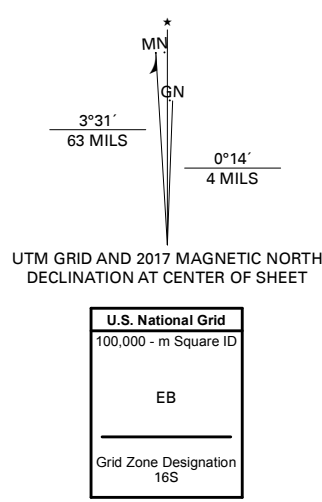 MN
GN
3°31´
63 MILS
0°14´
4 MILS
UTM GRID AND 2017 MAGNETIC NORTH
DECLINATION AT CENTER OF SHEET
U.S. National Grid
100,000 - m Square ID
EB
Grid Zone Designation
16S